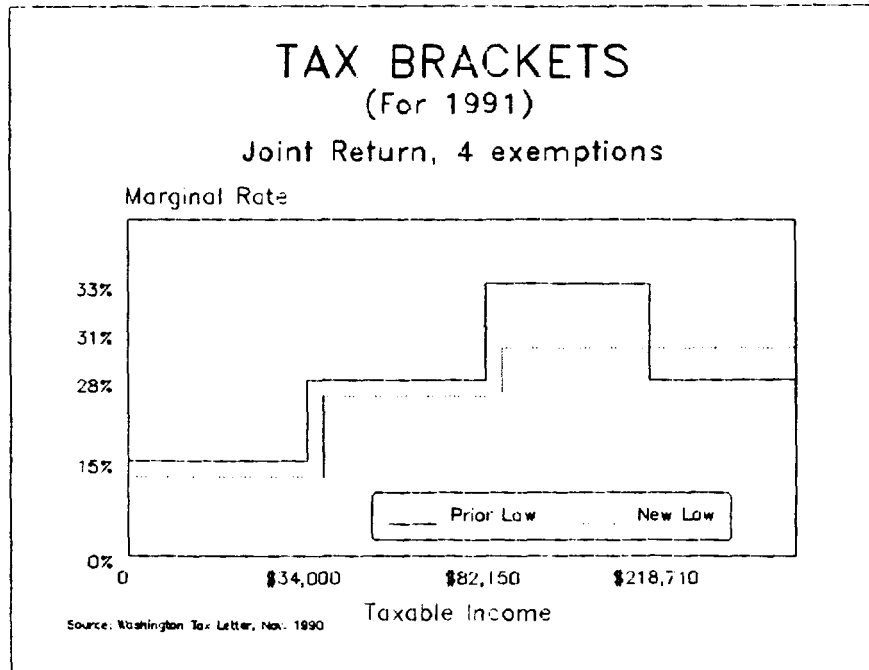 TAX BRACKETS
(For 1991)
Joint Return, 4 exemptions
Marginal Rate
33%
31%
28%
15%
Prior Law New Law
0%
0 $34,000 $82,150 $218,710
Taxable Income
Source: Washington Tax Letter, Nov. 1990